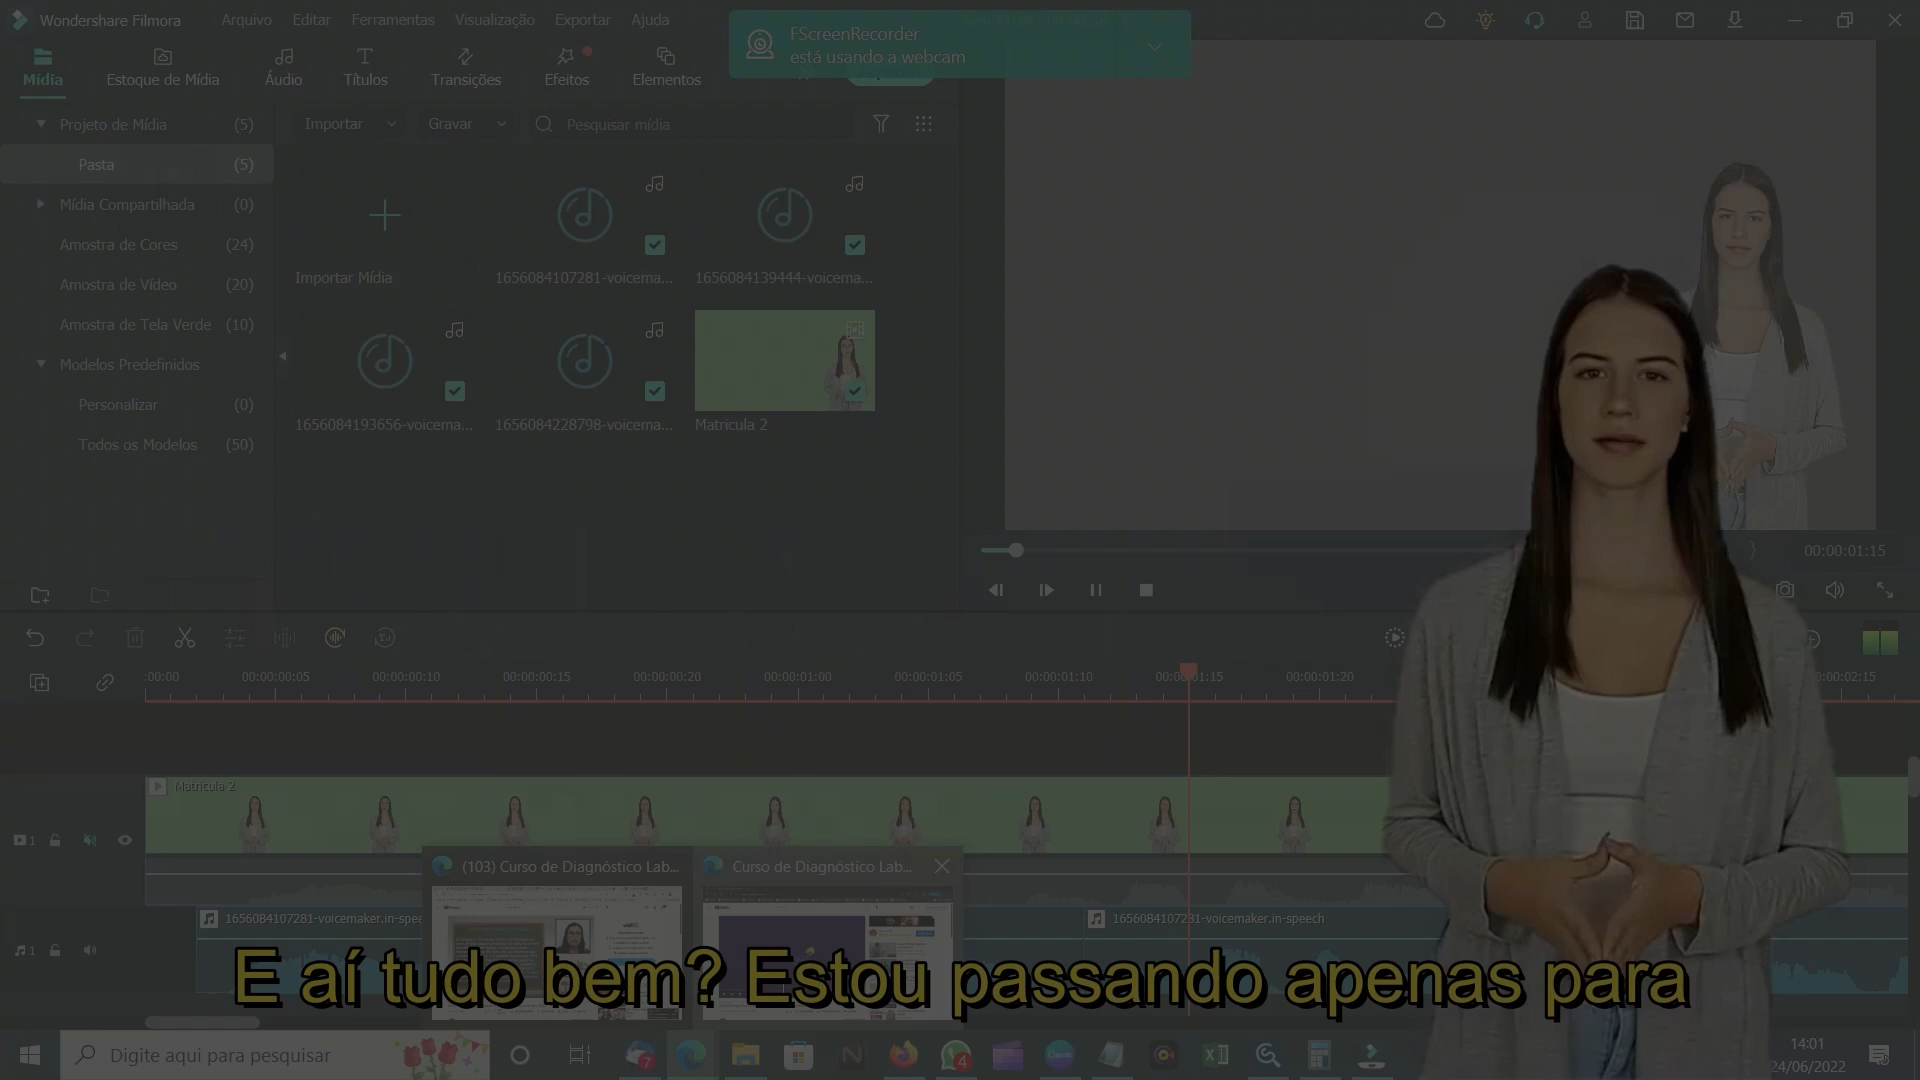 Wondershare Filmora
Arquivo
Editar
Ferramentas
Visualização
Exportar
Ajuda
FScreenRecorder
está usando a webcam
Mídia
Estoque de Mídia
Áudio
Títulos
Transições
Efeitos
Elementos
Projeto de Mídia (5)
Importar
Gravar
Pesquisar mídia
Pasta (5)
Mídia Compartilhada (0)
Amostra de Cores (24)
Amostra de Vídeo (20)
Amostra de Tela Verde (10)
Modelos Predefinidos
Personalizar (0)
Todos os Modelos (50)
Importar Mídia
1656084107281-voicema...
1656084139444-voicema...
1656084193656-voicema...
1656084228798-voicema...
Matricula 2
00:00:01:15
:00:00
00:00:00:05
00:00:00:10
00:00:00:15
00:00:00:20
00:00:01:00
00:00:01:05
00:00:01:10
00:00:01:15
00:00:01:20
0:00:02:15
Matricula 2
1
(103) Curso de Diagnóstico Lab...
Curso de Diagnóstico Lab...
1656084107281-voicemaker.in-spee
1656084107281-voicemaker.in-speech
1
E aí tudo bem? Estou passando apenas para
Digite aqui para pesquisar
7
4
14:01
24/06/2022